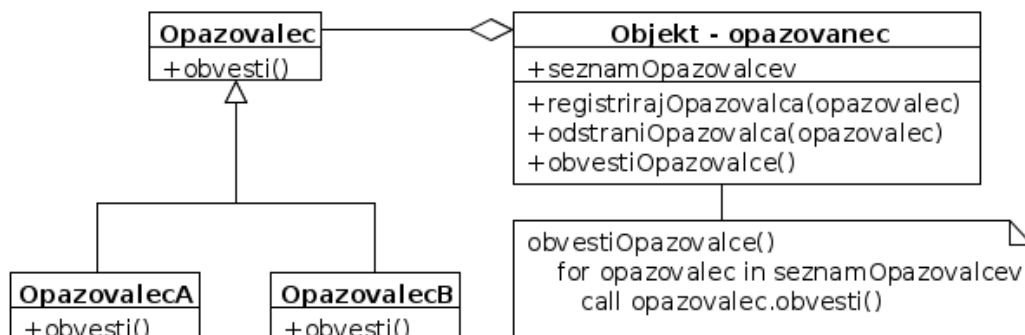 Opazovalec
+obvesti()
Objekt - opazovanec
+seznamOpazovalcev
+registrirajOpazovalca(opazovalec)
+odstraniOpazovalca(opazovalec)
+obvestiOpazovalce()
obvestiOpazovalce()
for opazovalec in seznamOpazovalcev
call opazovalec.obvesti()
OpazovalecA
+obvesti()
OpazovalecB
+obvesti()